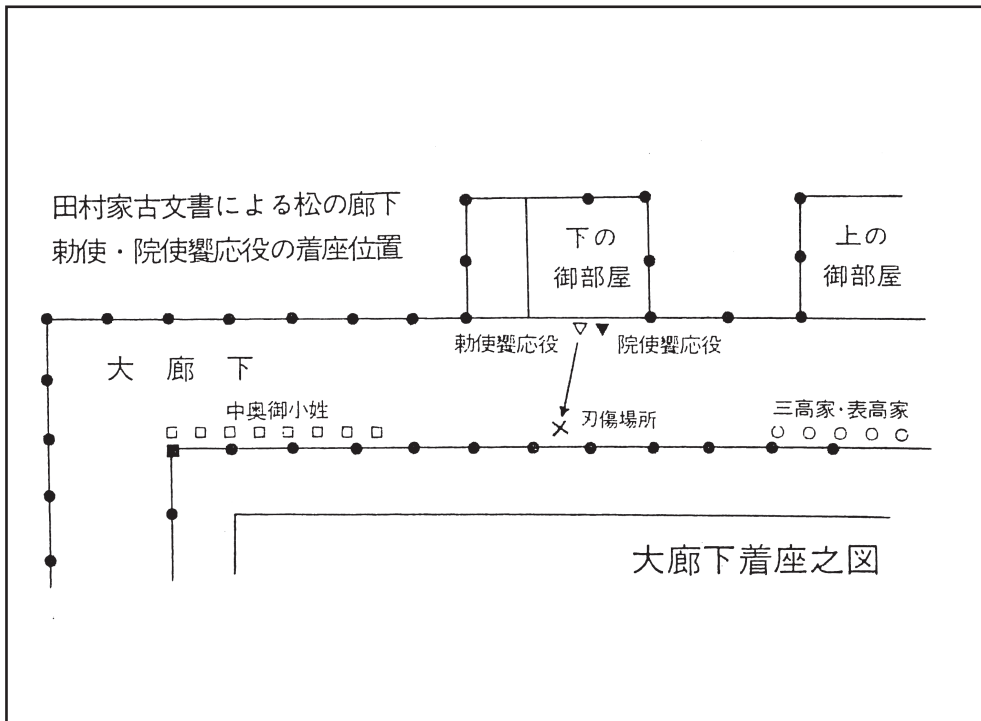 田村家古文書による松の廊下
勅使・院使饗応役の着座位置
下の
御部屋
上の
御部屋
勅使饗応役
院使饗応役
大廊下
中奥御小姓
刃傷場所
三高家・表高家
大廊下着座之図